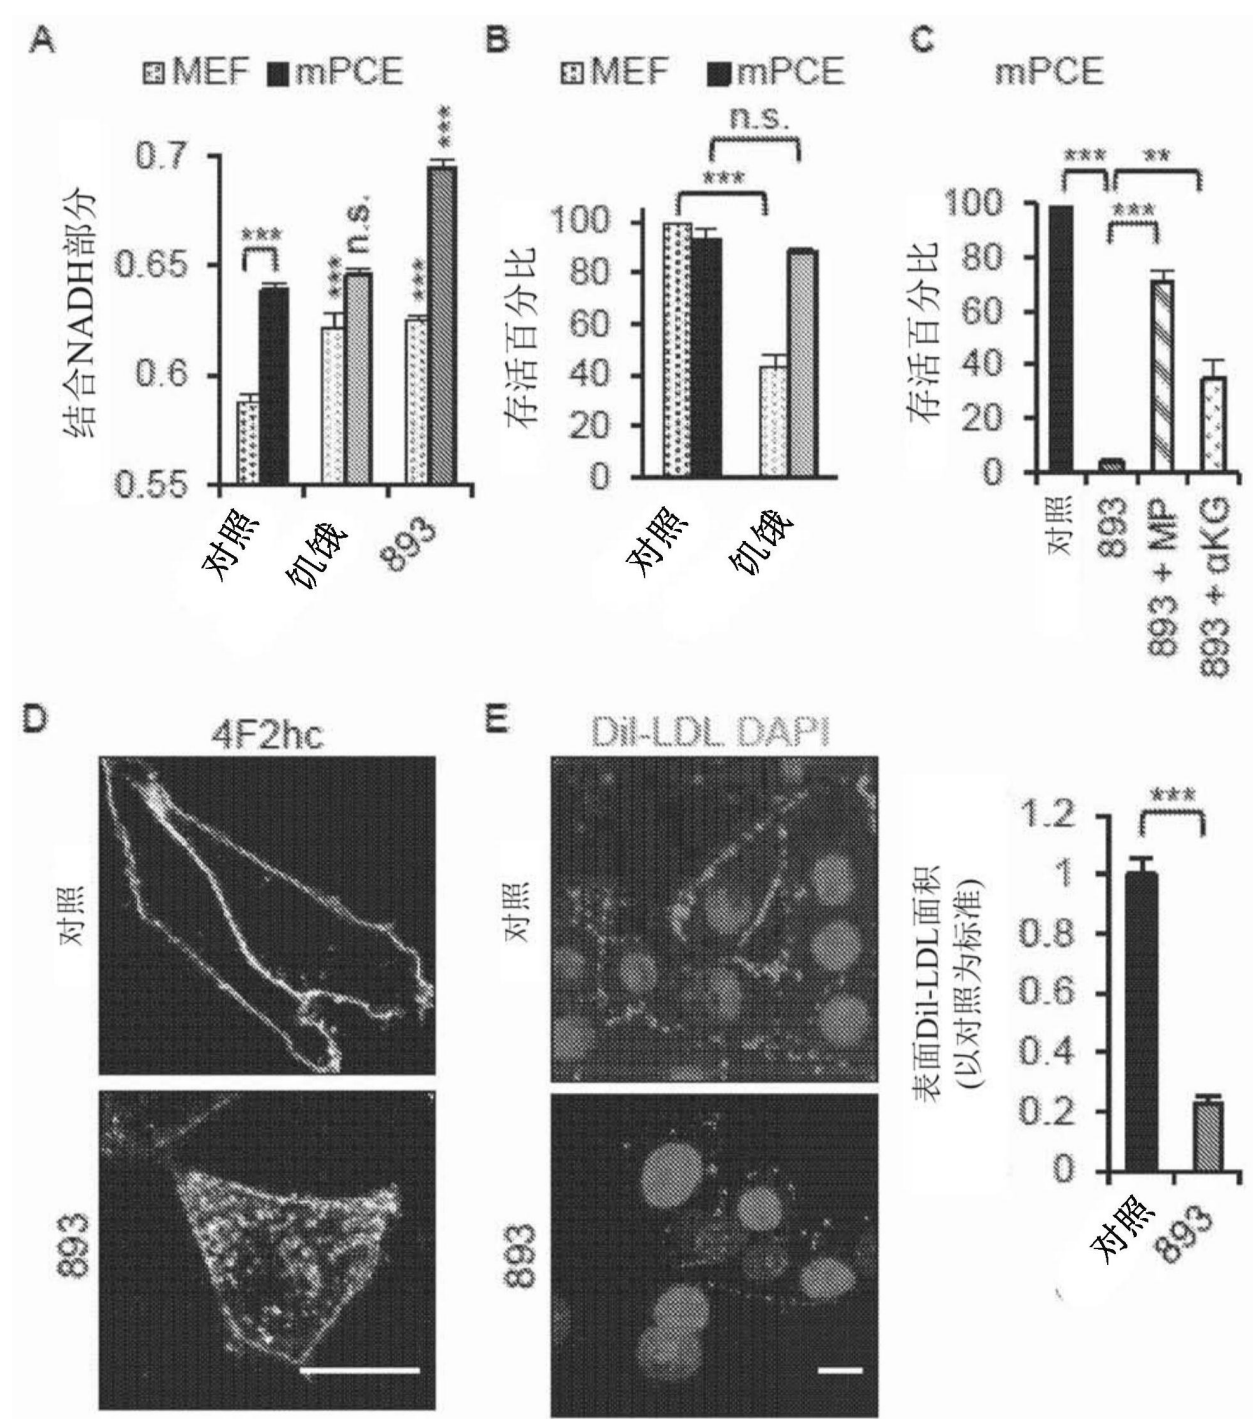 A
MEF mPCE
***
0.7
0.65
0.6
0.55
结合NADH部分
***
***
n.s.
***
对照
饥饿
893
B
MEF mPCE
n.s.
***
100
80
60
40
20
0
存活百分比
对照
饥饿
C
mPCE
*** **
***
100
80
60
40
20
0
存活百分比
对照
893
893 + MP
893 + αKG
D
4F2hc
对照
893
E
Dil-LDL DAPI
对照
893
***
1.2
1
0.8
0.6
0.4
0.2
0
表面Dil-LDL面积
(以对照为标准)
对照
893